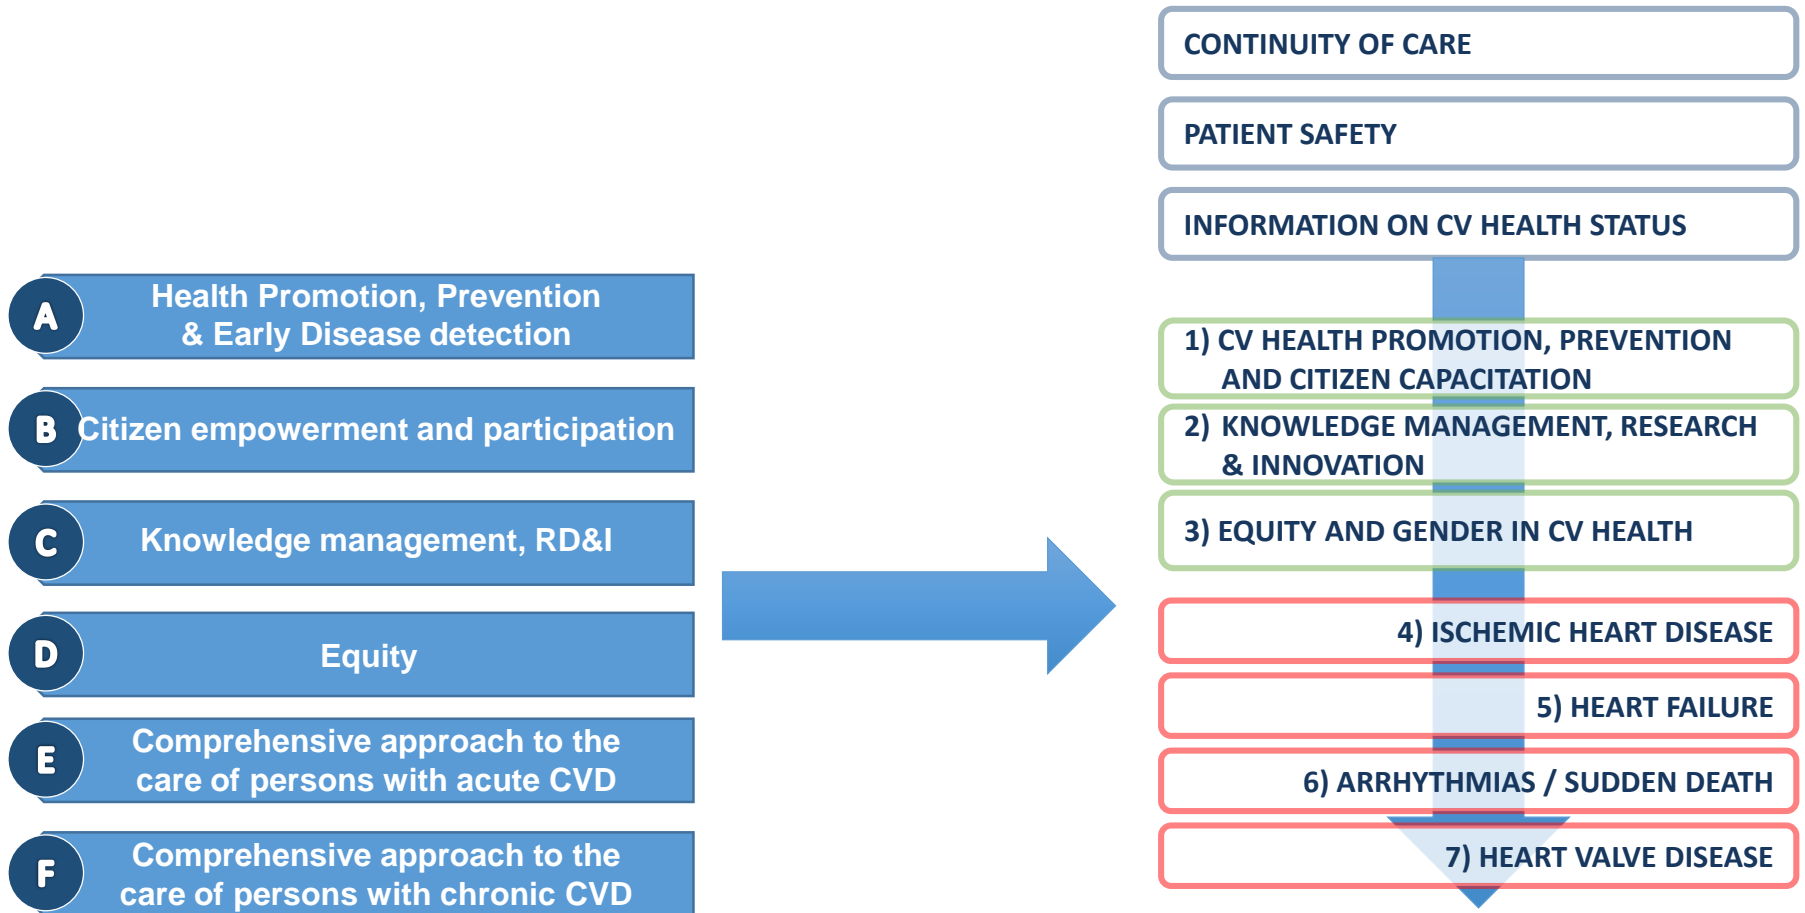 A
Health Promotion, Prevention
& Early Disease detection
B
Citizen empowerment and participation
C
Knowledge management, RD&I
D
Equity
E
Comprehensive approach to the
care of persons with acute CVD
F
Comprehensive approach to the
care of persons with chronic CVD
CONTINUITY OF CARE
PATIENT SAFETY
INFORMATION ON CV HEALTH STATUS
1) CV HEALTH PROMOTION, PREVENTION
AND CITIZEN CAPACITATION
2) KNOWLEDGE MANAGEMENT, RESEARCH
& INNOVATION
3) EQUITY AND GENDER IN CV HEALTH
4) ISCHEMIC HEART DISEASE
5) HEART FAILURE
6) ARRHYTHMIAS / SUDDEN DEATH
7) HEART VALVE DISEASE